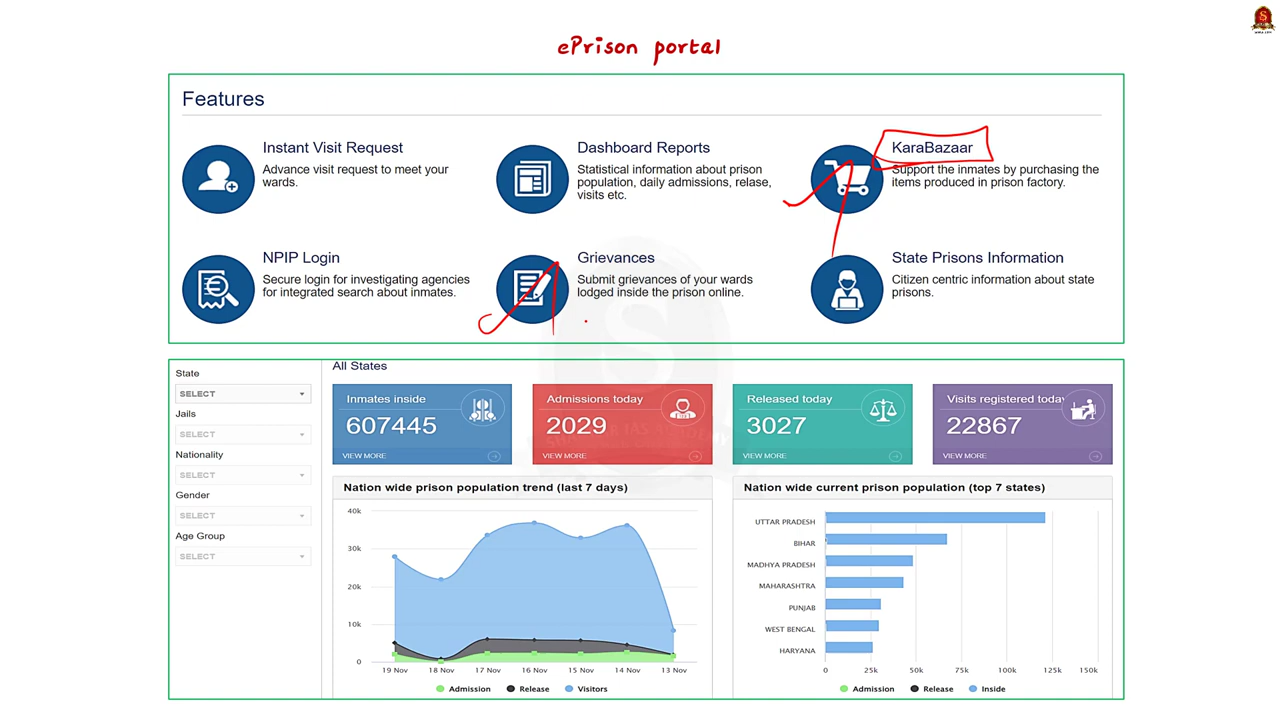 ePrison portal
Features
Instant Visit Request
Advance visit request to meet your
wards.
Dashboard Reports
Statistical information about prison
population, daily admissions, relase,
visits etc.
KaraBazaar
Support the inmates by purchasing the
items produced in prison factory.
NPIP Login
Secure login for investigating agencies
for integrated search about inmates.
Grievances
Submit grievances of your wards
lodged inside the prison online.
State Prisons Information
Citizen centric information about state
prisons.
State
SELECT
Jails
SELECT
Nationality
SELECT
Gender
SELECT
Age Group
SELECT
All States
Inmates inside
607445
VIEW MORE
Admissions today
2029
VIEW MORE
Released today
3027
VIEW MORE
Visits registered today
22867
VIEW MORE
Nation wide prison population trend (last 7 days)
40k
30k
20k
10k
0
19 Nov 18 Nov 17 Nov 16 Nov 15 Nov 14 Nov 13 Nov
Admission Release Visitors
Nation wide current prison population (top 7 states)
UTTAR PRADESH
BIHAR
MADHYA PRADESH
MAHARASHTRA
PUNJAB
WEST BENGAL
HARYANA
0 25k 50k 75k 100k 125k 150k
Admission Release Inside